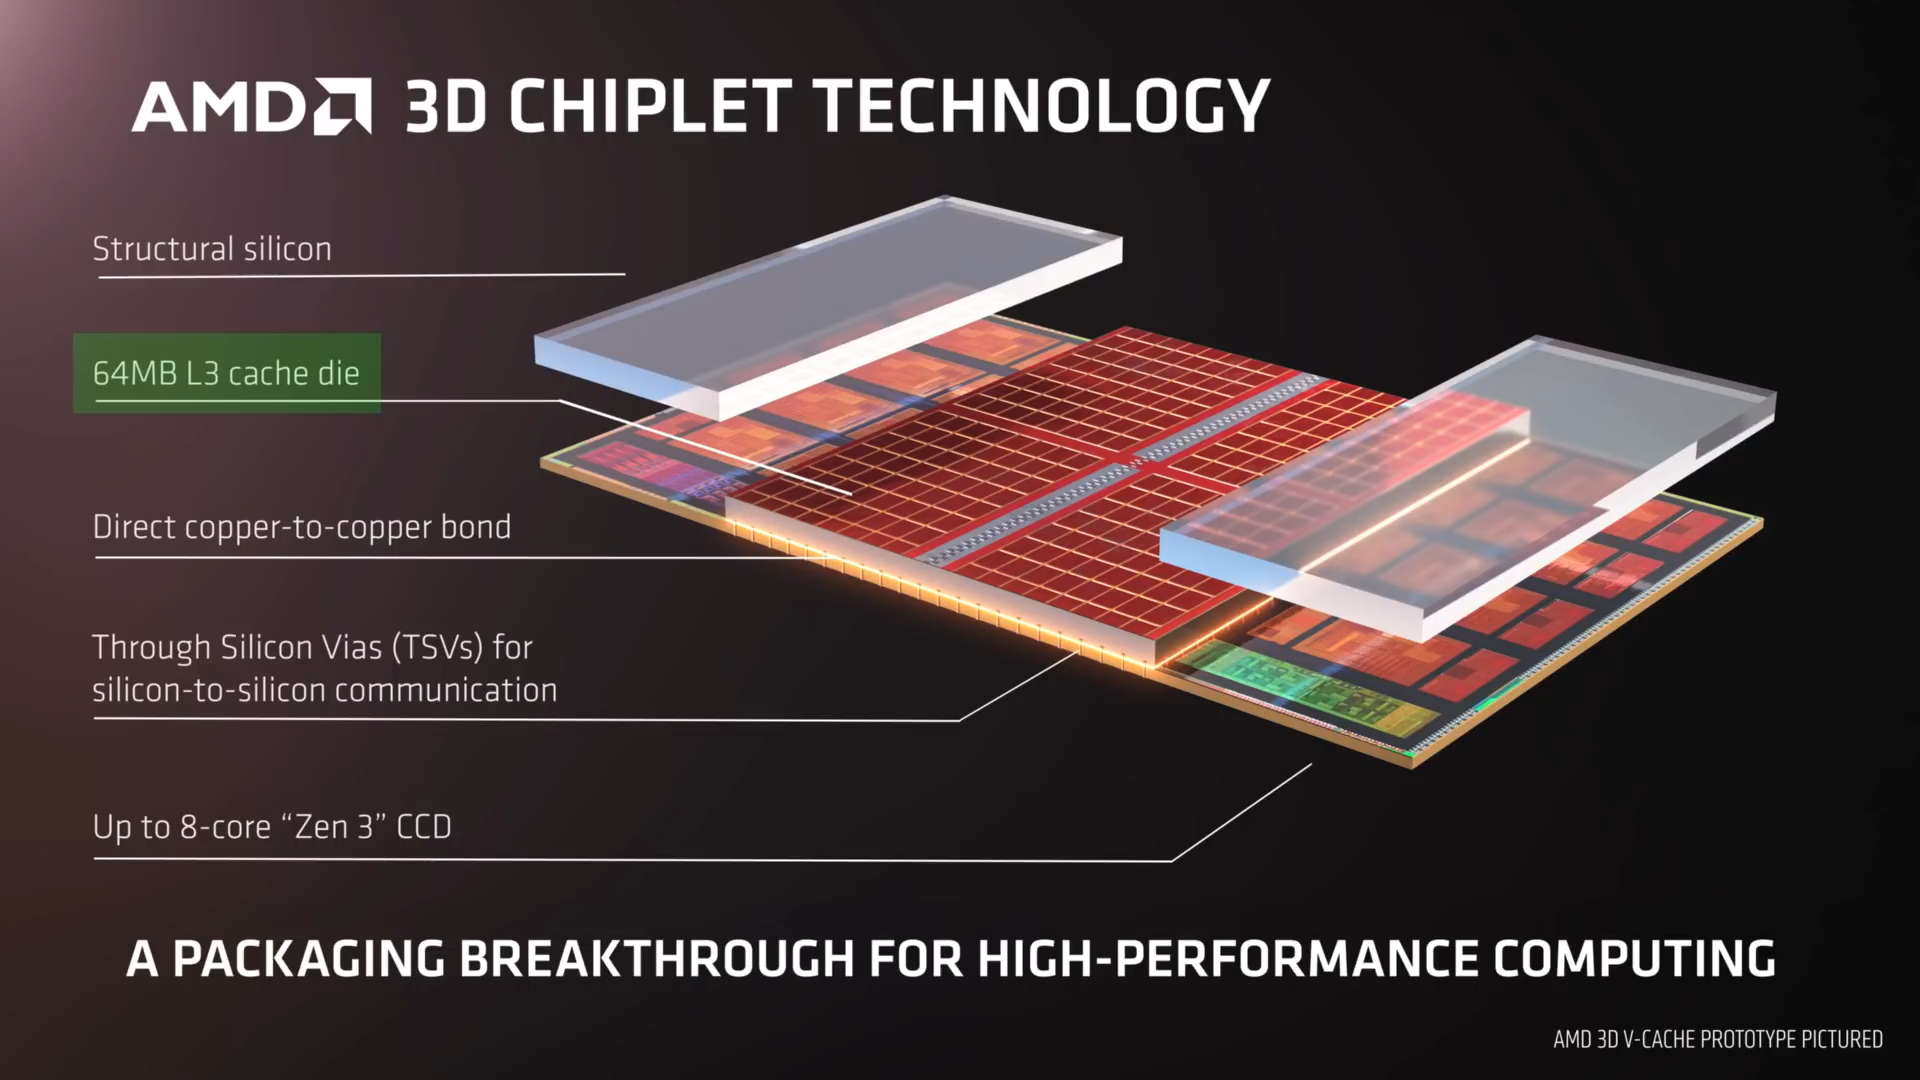 AMD 3D CHIPLET TECHNOLOGY
Structural silicon
64MB L3 cache die
Direct copper-to-copper bond
Through Silicon Vias (TSVs) for
silicon-to-silicon communication
Up to 8-core “Zen 3” CCD
A PACKAGING BREAKTHROUGH FOR HIGH-PERFORMANCE COMPUTING
AMD 3D V-CACHE PROTOTYPE PICTURED